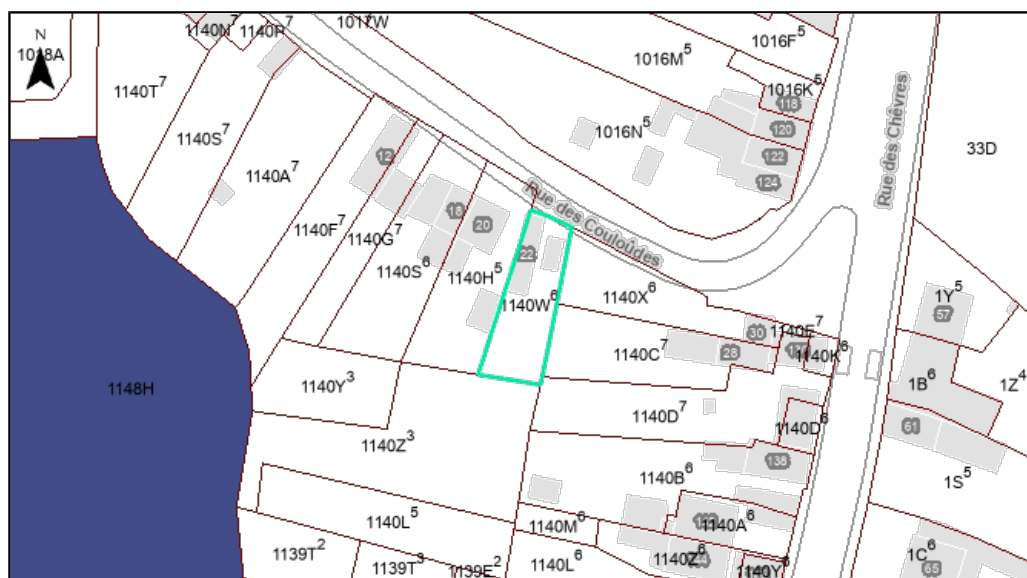 N
1018A
1140N⁷
1140P⁷
1017W
1140T⁷
1140S⁷
1140A⁷
1140F⁷
1140G⁷
1140S⁶
1140H⁵
1140W⁶
1140X⁶
1140C⁷
1140E⁷
1140K⁶
1140D⁷
1140D⁶
1140B⁶
1140A⁶
1140Z⁶
1140Y⁶
1140M⁶
1140L⁶
1140Y³
1140Z³
1140L⁵
1139T²
1139T³
1139E²
1148H
1016M⁵
1016F⁵
1016K⁵
1016N⁵
33D
1Y⁵
1B⁶
1Z⁴
1S⁵
1C⁶
12
18
20
22
28
30
118
120
122
124
138
57
61
65
Rue des Couloûdes
Rue des Chêvres